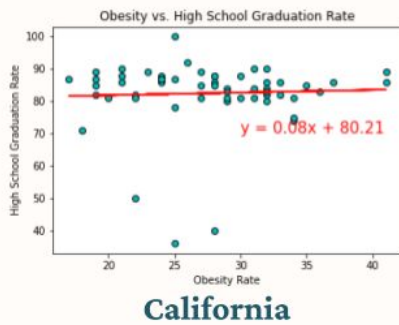 Obesity vs. High School Graduation Rate
100
90
80
70
60
50
40
High School Graduation Rate
y = 0.08x + 80.21
20
25
30
35
40
Obesity Rate
California